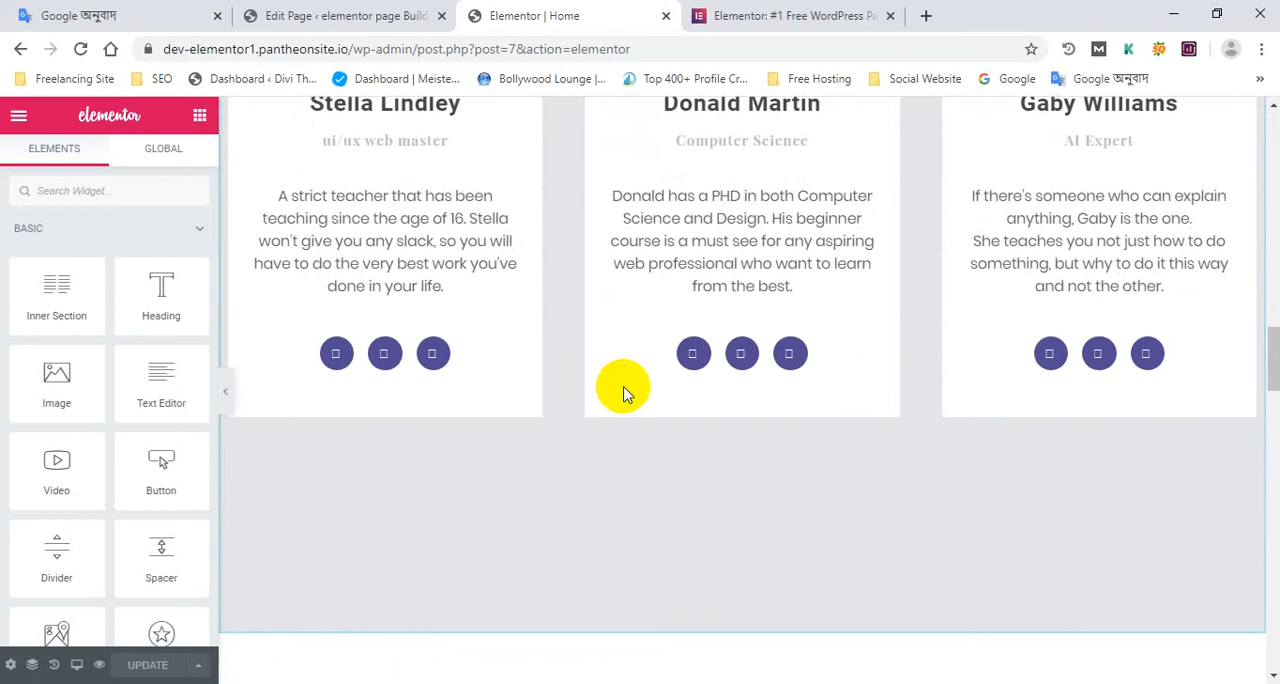 Google অনুবাদ
Edit Page ‹ elementor page Build
Elementor | Home
Elementor: #1 Free WordPress Pa
dev-elementor1.pantheonsite.io/wp-admin/post.php?post=7&action=elementor
Freelancing Site
SEO
Dashboard ‹ Divi Th...
Dashboard | Meiste...
Bollywood Lounge |...
Top 400+ Profile Cr...
Free Hosting
Social Website
Google
Google অনুবাদ
»
elementor
ELEMENTS
GLOBAL
Search Widget...
BASIC
Inner Section
Heading
Image
Text Editor
Video
Button
Divider
Spacer
UPDATE
Stella Lindley
ui/ux web master
A strict teacher that has been
teaching since the age of 16. Stella
won't give you any slack, so you will
have to do the very best work you've
done in your life.
Donald Martin
Computer Science
Donald has a PHD in both Computer
Science and Design. His beginner
course is a must see for any aspiring
web professional who want to learn
from the best.
Gaby Williams
AI Expert
If there's someone who can explain
anything, Gaby is the one.
She teaches you not just how to do
something, but why to do it this way
and not the other.